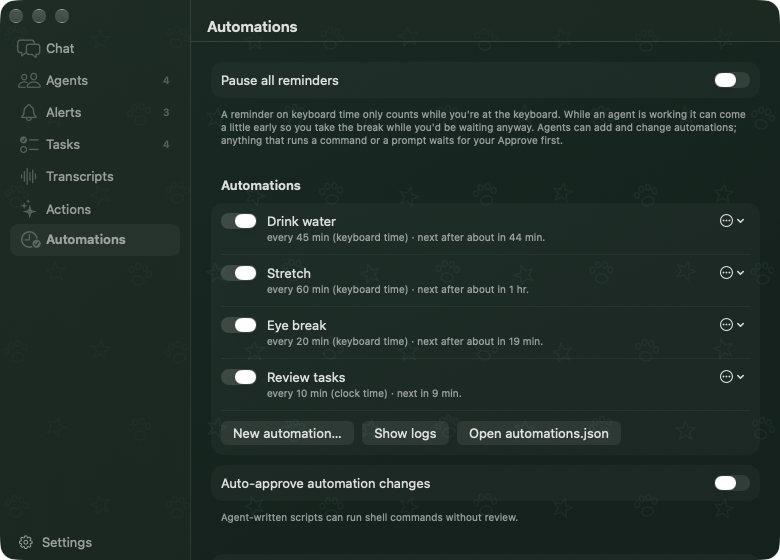 Automations
Chat
Agents 4
Alerts 3
Tasks 4
Transcripts
Actions
Automations
Settings
Pause all reminders
A reminder on keyboard time only counts while you're at the keyboard. While an agent is working it can come
a little early so you take the break while you'd be waiting anyway. Agents can add and change automations;
anything that runs a command or a prompt waits for your Approve first.
Automations
Drink water
every 45 min (keyboard time) · next after about in 44 min.
Stretch
every 60 min (keyboard time) · next after about in 1 hr.
Eye break
every 20 min (keyboard time) · next after about in 19 min.
Review tasks
every 10 min (clock time) · next in 9 min.
New automation... Show logs Open automations.json
Auto-approve automation changes
Agent-written scripts can run shell commands without review.